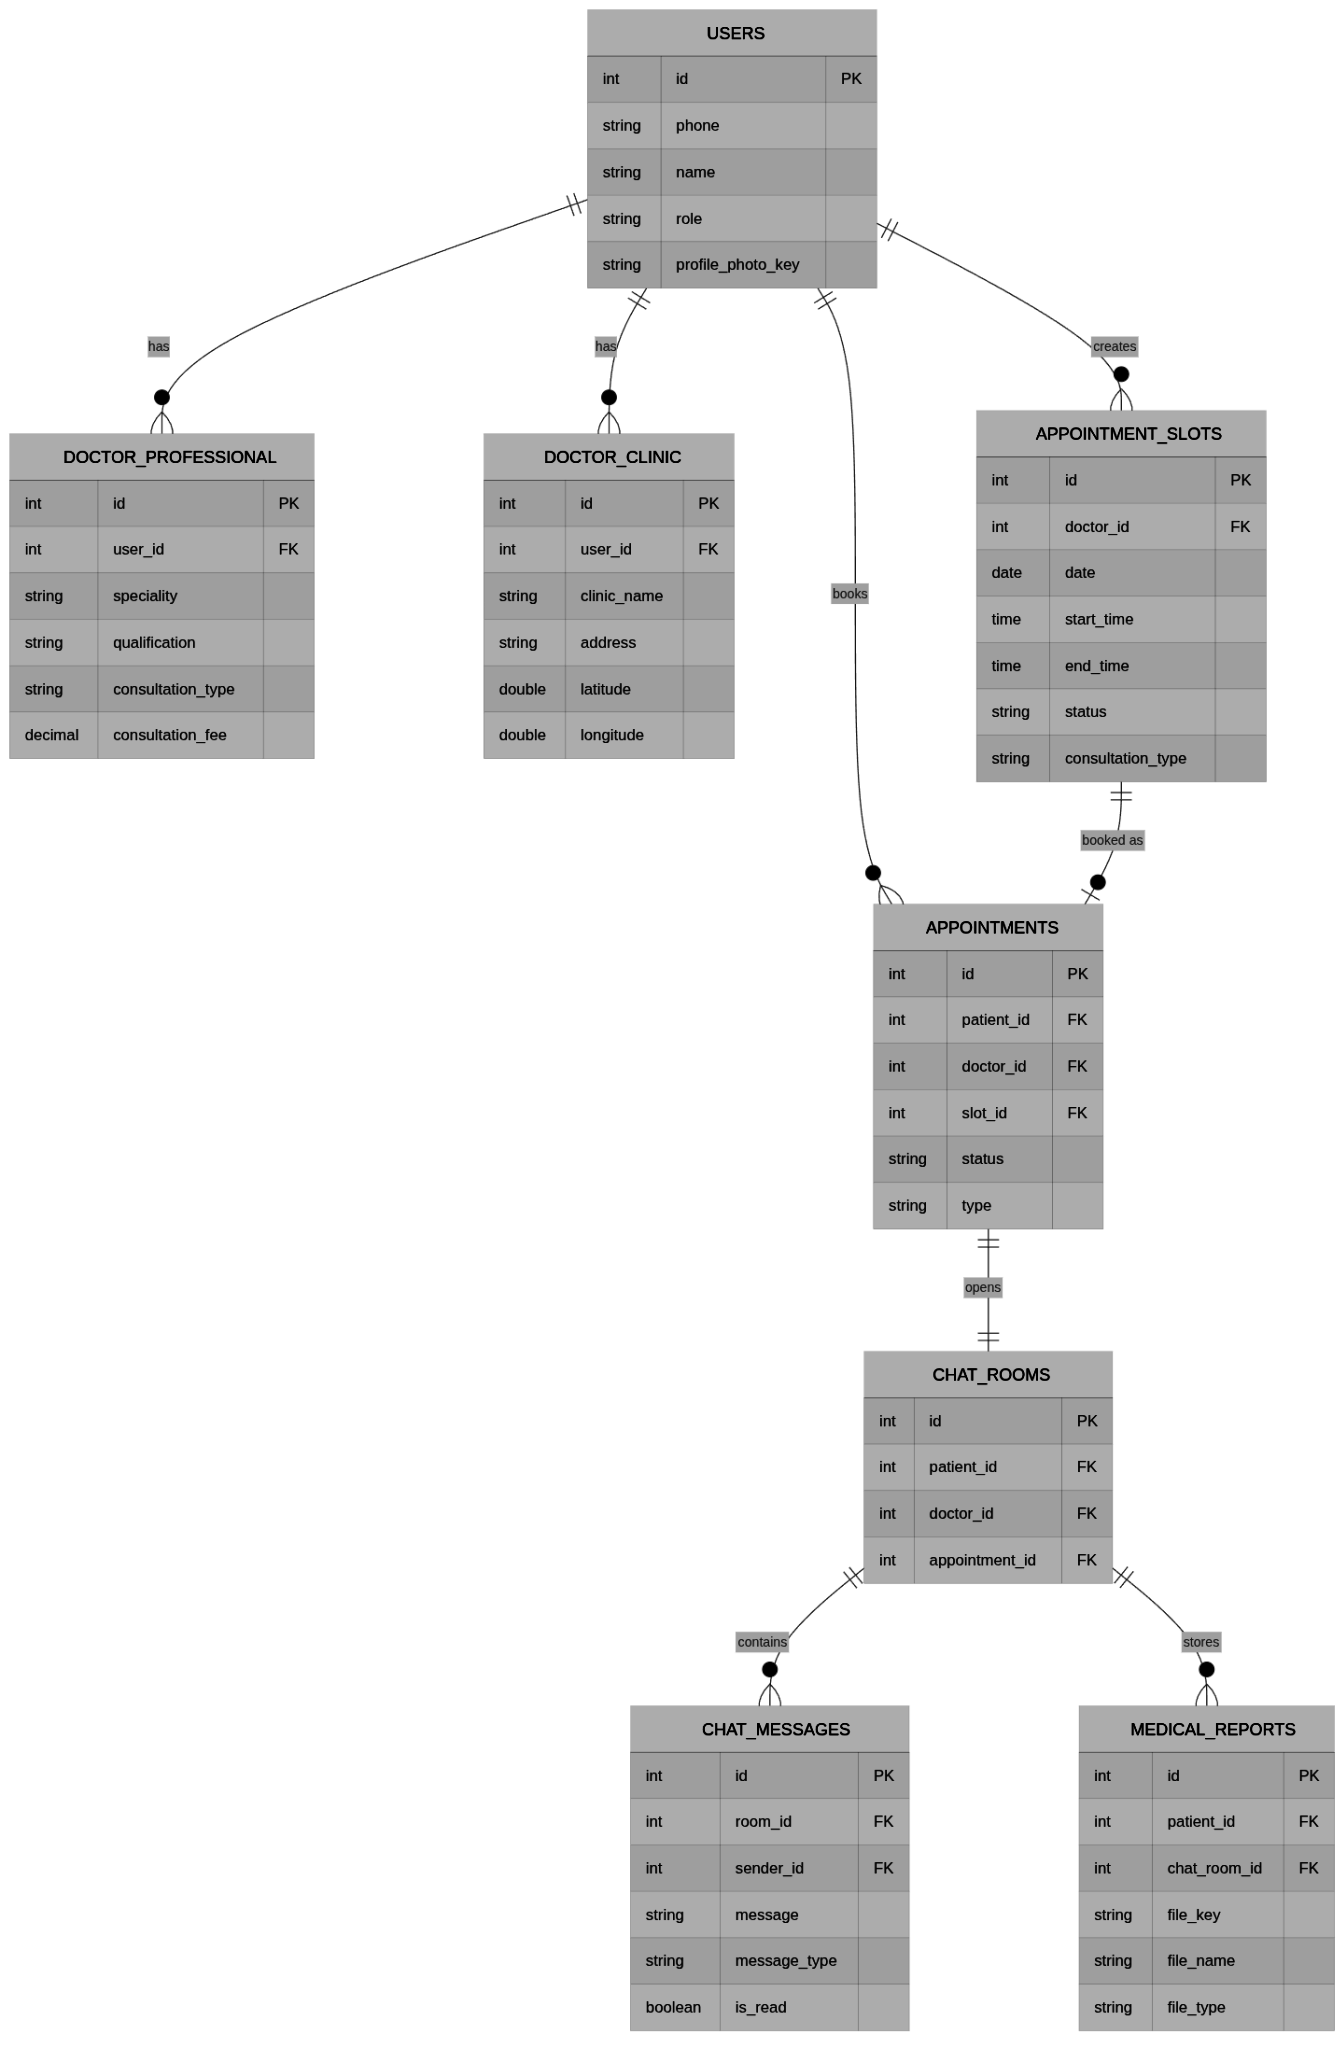 USERS
int id PK
string phone
string name
string role
string profile_photo_key
has
has
creates
DOCTOR_PROFESSIONAL
int id PK
int user_id FK
string speciality
string qualification
string consultation_type
decimal consultation_fee
DOCTOR_CLINIC
int id PK
int user_id FK
string clinic_name
string address
double latitude
double longitude
books
APPOINTMENT_SLOTS
int id PK
int doctor_id FK
date date
time start_time
time end_time
string status
string consultation_type
booked as
APPOINTMENTS
int id PK
int patient_id FK
int doctor_id FK
int slot_id FK
string status
string type
opens
CHAT_ROOMS
int id PK
int patient_id FK
int doctor_id FK
int appointment_id FK
contains
stores
CHAT_MESSAGES
int id PK
int room_id FK
int sender_id FK
string message
string message_type
boolean is_read
MEDICAL_REPORTS
int id PK
int patient_id FK
int chat_room_id FK
string file_key
string file_name
string file_type